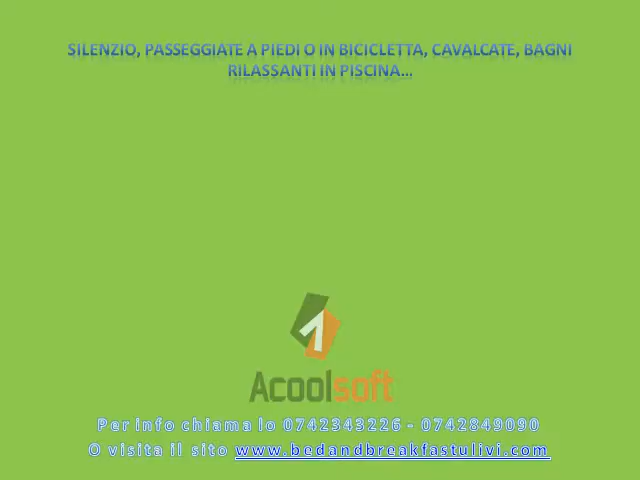 SILENZIO, PASSEGGIATE A PIEDI O IN BICICLETTA, CAVALCATE, BAGNI
RILASSANTI IN PISCINA...
Acoolsoft
Per info chiama lo 0742343226 - 0742849090
O visita il sito www.bedandbreakfastulivi.com